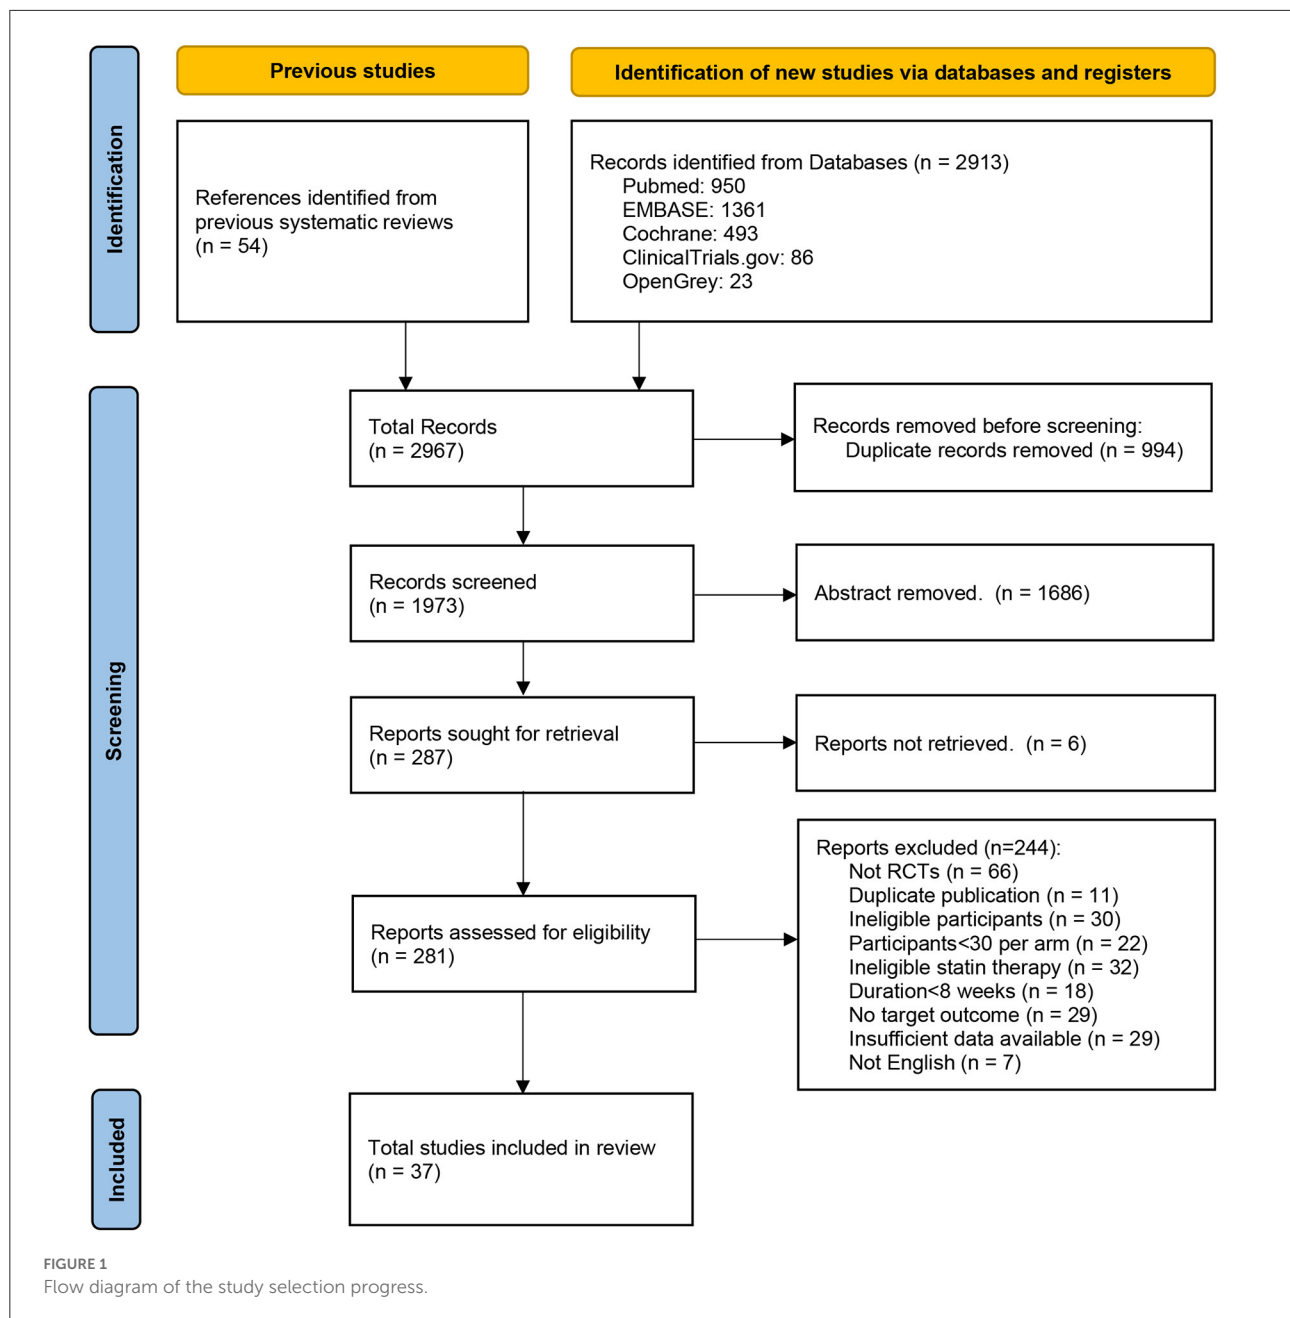 Previous studies
Identification of new studies via databases and registers
Identification
References identified from
previous systematic reviews
(n = 54)
Records identified from Databases (n = 2913)
Pubmed: 950
EMBASE: 1361
Cochrane: 493
ClinicalTrials.gov: 86
OpenGrey: 23
Screening
Total Records
(n = 2967)
Records removed before screening:
Duplicate records removed (n = 994)
Records screened
(n = 1973)
Abstract removed.  (n = 1686)
Reports sought for retrieval
(n = 287)
Reports not retrieved.  (n = 6)
Reports assessed for eligibility
(n = 281)
Reports excluded (n=244):
Not RCTs (n = 66)
Duplicate publication (n = 11)
Ineligible participants (n = 30)
Participants<30 per arm (n = 22)
Ineligible statin therapy (n = 32)
Duration<8 weeks (n = 18)
No target outcome (n = 29)
Insufficient data available (n = 29)
Not English (n = 7)
Included
Total studies included in review
(n = 37)
FIGURE 1
Flow diagram of the study selection progress.